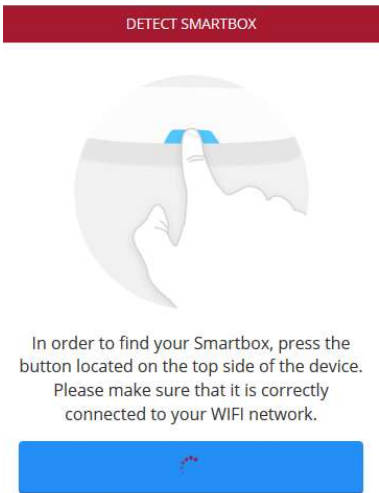 DETECT SMARTBOX
In order to find your Smartbox, press the
button located on the top side of the device.
Please make sure that it is correctly
connected to your WIFI network.